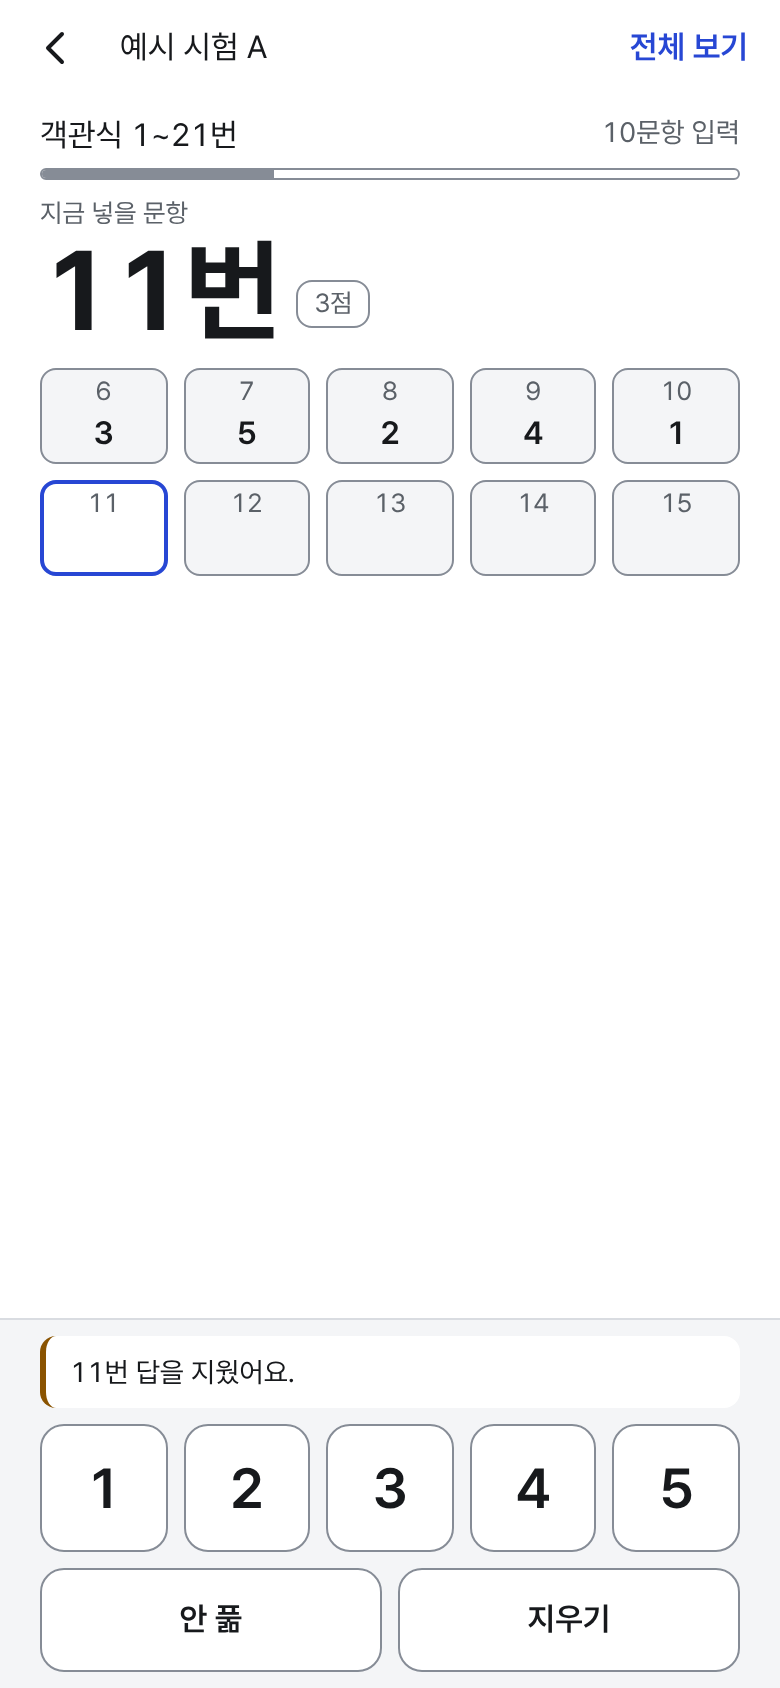 예시 시험 A
전체 보기
객관식 1~21번
10문항 입력
지금 넣을 문항
11번
3점
6 7 8 9 10
3 5 2 4 1
11 12 13 14 15
11번 답을 지웠어요.
1 2 3 4 5
안 풂
지우기